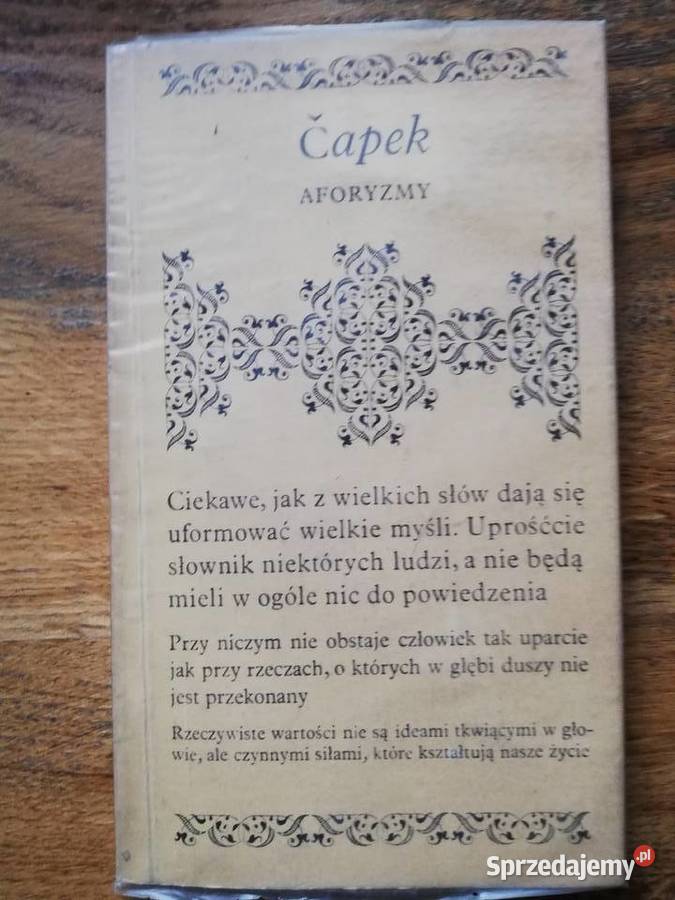 Čapek
AFORYZMY
Ciekawe, jak z wielkich słów dają się
uformować wielkie myśli. Uprośćcie
słownik niektórych ludzi, a nie będą
mieli w ogóle nic do powiedzenia
Przy niczym nie obstaje człowiek tak uparcie
jak przy rzeczach, o których w głębi duszy nie
jest przekonany
Rzeczywiste wartości nie są ideami tkwiącymi w gło-
wie, ale czynnymi siłami, które kształtują nasze życie
Sprzedajemy.pl